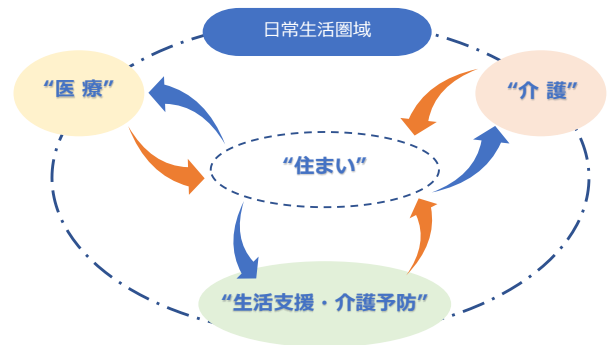 日常生活圏域
“医 療”
“介 護”
“住まい”
“生活支援・介護予防”